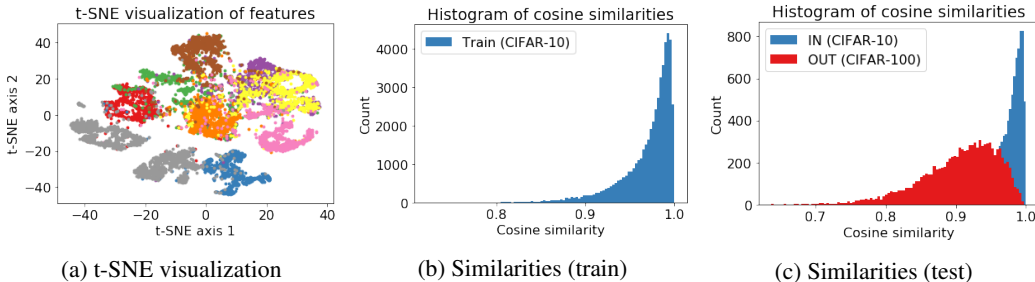 t-SNE visualization of features
t-SNE axis 2
40
20
0
−20
−40
−40
−20
0
20
40
t-SNE axis 1
(a) t-SNE visualization
Histogram of cosine similarities
Train (CIFAR-10)
Count
4000
3000
2000
1000
0
0.8
0.9
1.0
Cosine similarity
(b) Similarities (train)
Histogram of cosine similarities
IN (CIFAR-10)
OUT (CIFAR-100)
Count
800
600
400
200
0
0.7
0.8
0.9
1.0
Cosine similarity
(c) Similarities (test)